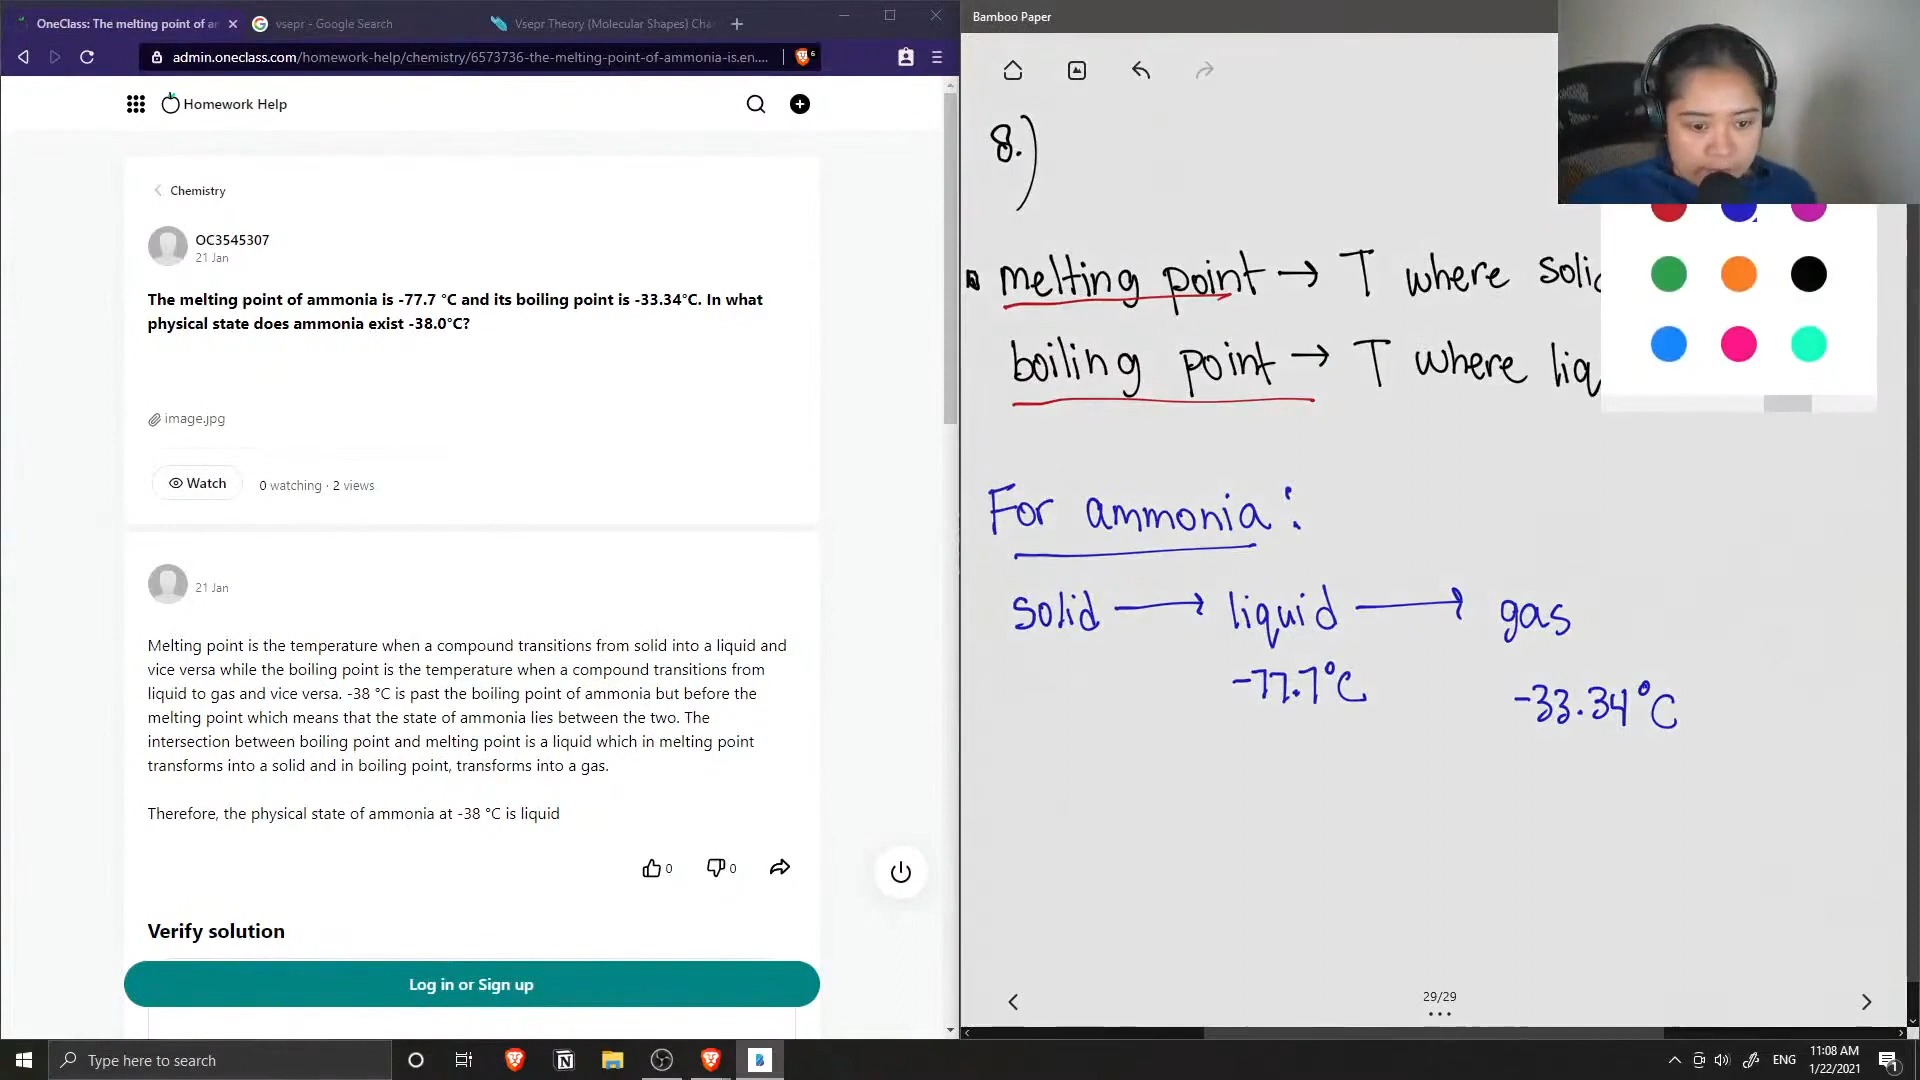 OneClass: The melting point of ar
vsepr - Google Search
Vsepr Theory (Molecular Shapes) Cha
admin.oneclass.com/homework-help/chemistry/6573736-the-melting-point-of-ammonia-is.en....
6
Homework Help
Chemistry
OC3545307
21 Jan
The melting point of ammonia is -77.7 °C and its boiling point is -33.34°C. In what
physical state does ammonia exist -38.0°C?
image.jpg
Watch
0 watching · 2 views
21 Jan
Melting point is the temperature when a compound transitions from solid into a liquid and
vice versa while the boiling point is the temperature when a compound transitions from
liquid to gas and vice versa. -38 °C is past the boiling point of ammonia but before the
melting point which means that the state of ammonia lies between the two. The
intersection between boiling point and melting point is a liquid which in melting point
transforms into a solid and in boiling point, transforms into a gas.
Therefore, the physical state of ammonia at -38 °C is liquid
0 0
Verify solution
Log in or Sign up
Bamboo Paper
8.)
melting point → T where solid
boiling point → T where liq
For ammonia:
solid → liquid → gas
-77.7°C
-33.34°C
29/29
Type here to search
ENG
11:08 AM
1/22/2021
1